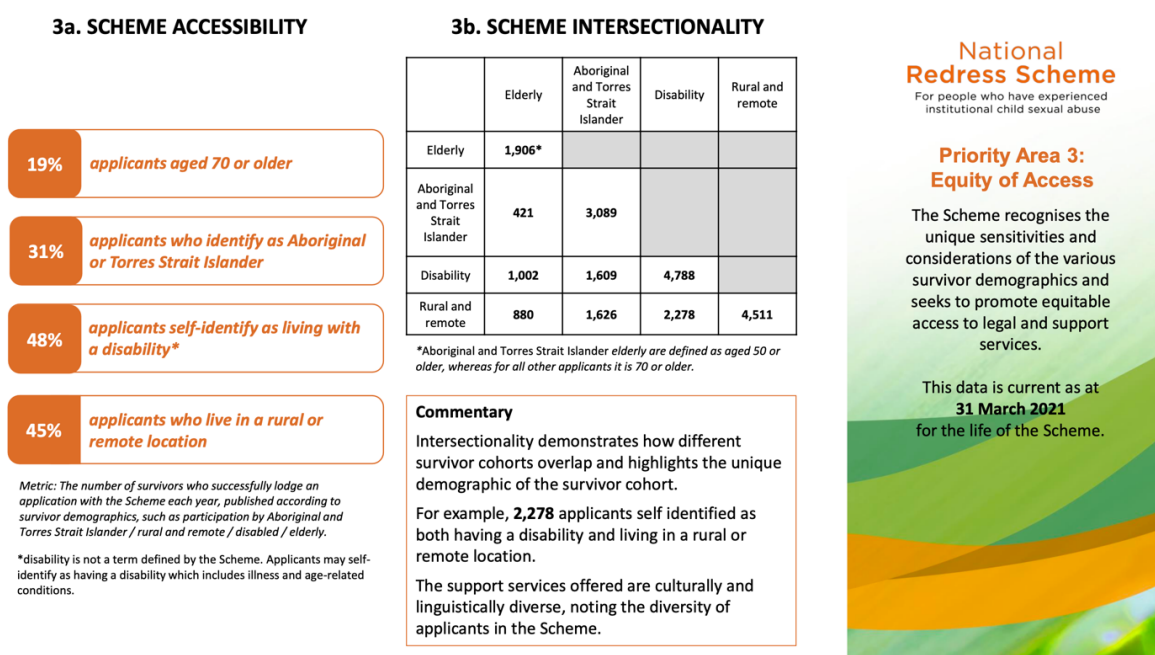 3a. SCHEME ACCESSIBILITY
19%
applicants aged 70 or older
31%
applicants who identify as Aboriginal
or Torres Strait Islander
48%
applicants self-identify as living with
a disability*
45%
applicants who live in a rural or
remote location
Metric: The number of survivors who successfully lodge an
application with the Scheme each year, published according to
survivor demographics, such as participation by Aboriginal and
Torres Strait Islander / rural and remote / disabled / elderly.
*disability is not a term defined by the Scheme. Applicants may self-
identify as having a disability which includes illness and age-related
conditions.
3b. SCHEME INTERSECTIONALITY
Elderly
Aboriginal
and Torres
Strait
Islander
Disability
Rural and
remote
Elderly
1,906*
Aboriginal
and Torres
Strait
Islander
421
3,089
Disability
1,002
1,609
4,788
Rural and
remote
880
1,626
2,278
4,511
*Aboriginal and Torres Strait Islander elderly are defined as aged 50 or
older, whereas for all other applicants it is 70 or older.
Commentary
Intersectionality demonstrates how different
survivor cohorts overlap and highlights the unique
demographic of the survivor cohort.
For example, 2,278 applicants self identified as
both having a disability and living in a rural or
remote location.
The support services offered are culturally and
linguistically diverse, noting the diversity of
applicants in the Scheme.
National
Redress Scheme
For people who have experienced
institutional child sexual abuse
Priority Area 3:
Equity of Access
The Scheme recognises the
unique sensitivities and
considerations of the various
survivor demographics and
seeks to promote equitable
access to legal and support
services.
This data is current as at
31 March 2021
for the life of the Scheme.